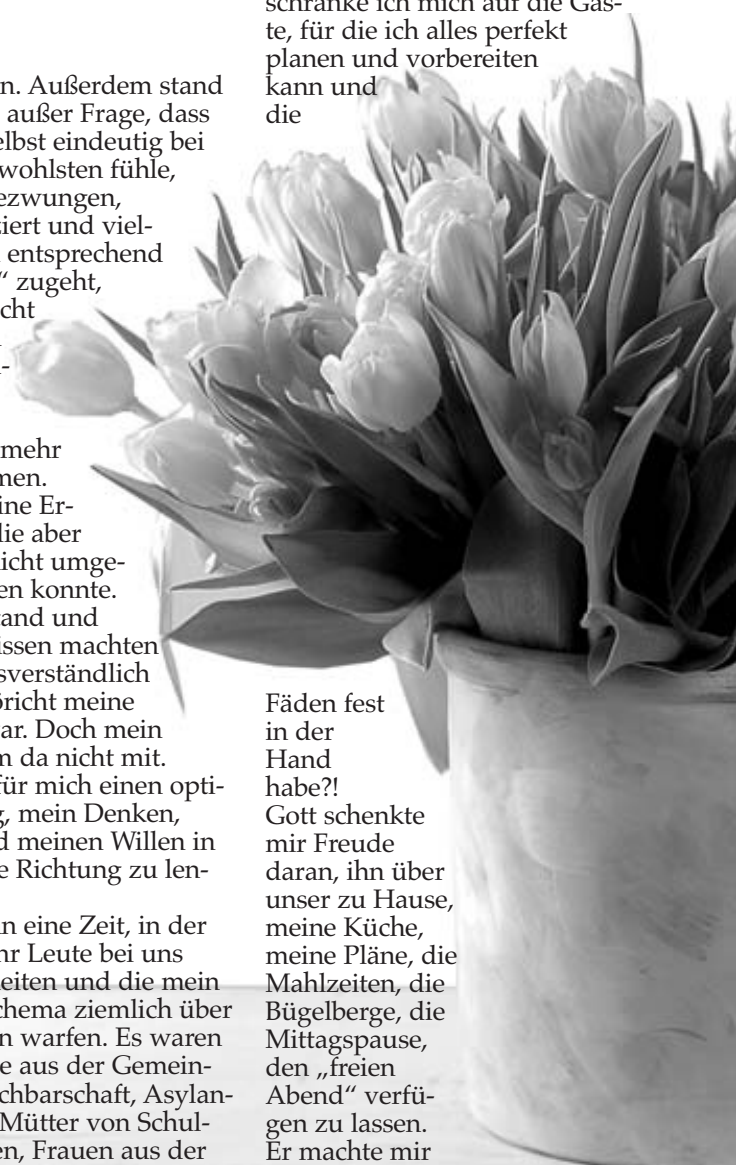 n. Außerdem stand
außer Frage, dass
elbst eindeutig bei
wohlsten fühle,
ezwungen,
iert und viel-
entsprechend
“ zugeht,
cht
-
mehr
men.
ine Er-
die aber
icht umge-
en konnte.
tand und
issen machten
sverständlich
öricht meine
ar. Doch mein
m da nicht mit.
für mich einen opti-
g, mein Denken,
d meinen Willen in
e Richtung zu len-
nn eine Zeit, in der
hr Leute bei uns
eiten und die mein
chema ziemlich über
n warfen. Es waren
e aus der Gemein-
chbarschaft, Asylan-
Mütter von Schul-
en, Frauen aus der
schränke ich mich auf die Gäs-
te, für die ich alles perfekt
planen und vorbereiten
kann und
die
Fäden fest
in der
Hand
habe?!
Gott schenkte
mir Freude
daran, ihn über
unser zu Hause,
meine Küche,
meine Pläne, die
Mahlzeiten, die
Bügelberge, die
Mittagspause,
den „freien
Abend“ verfü-
gen zu lassen.
Er machte mir